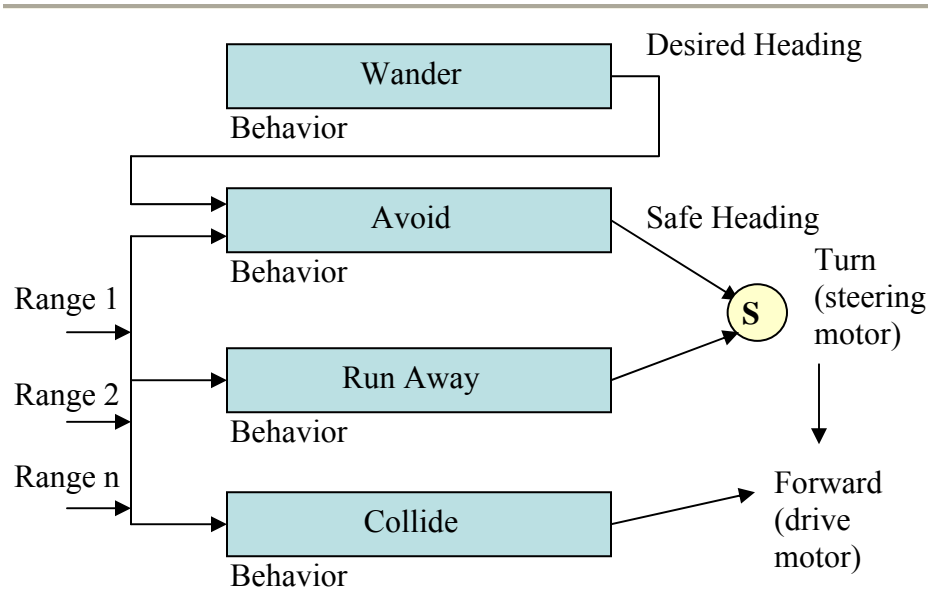 Desired Heading
Wander
Behavior
Avoid
Safe Heading
Behavior
Turn
(steering
motor)
Range 1
S
Run Away
Range 2
Behavior
Range n
Forward
(drive
motor)
Collide
Behavior